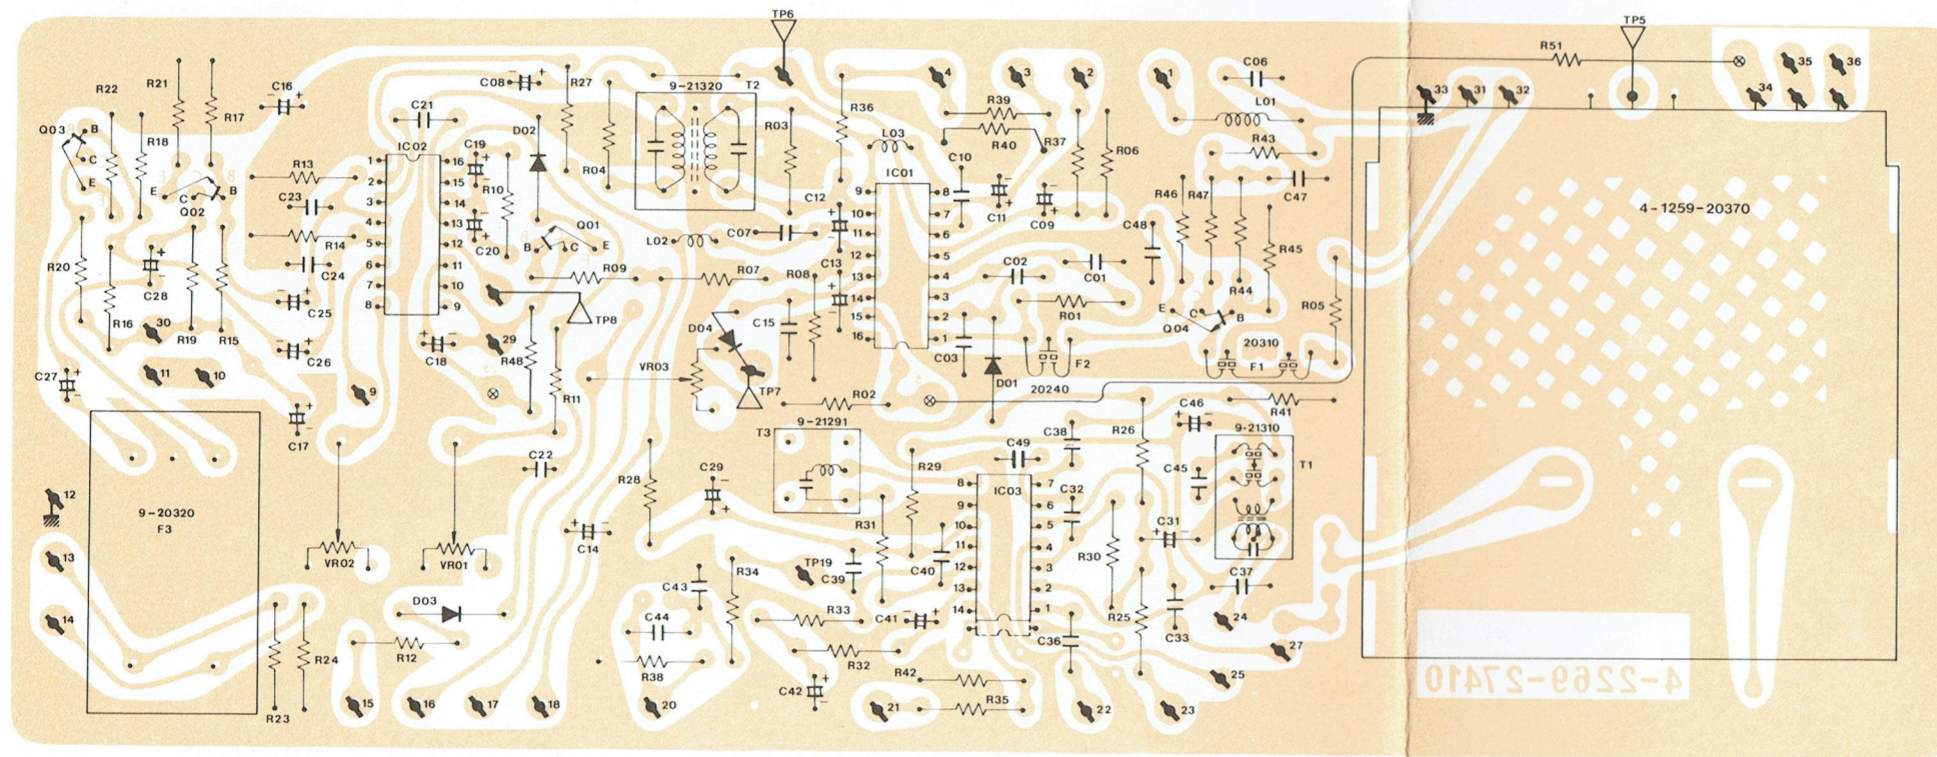 TP6
TP5
R51
R21
R22
R17
C16
C08
R27
9-21320
T2
4
3
2
1
C06
35
36
33
31
32
34
Q03
B
C
E
R18
C21
D02
R04
R03
R36
R39
R40
R37
R06
L01
R43
L03
IC02
C19
R10
C10
IC01
R13
C23
E
C
B
Q02
1
2
3
4
5
6
7
8
16
15
14
13
12
11
10
9
C20
Q01
B
C
E
C12
9
10
11
12
13
14
15
16
8
7
6
5
4
3
2
1
C11
C09
R46
R47
C47
4-1259-20370
R14
C24
L02
C07
C48
R45
R20
C28
R16
R19
R15
C25
R09
R07
R08
C13
C02
C01
R44
R05
30
TP8
D04
C15
R01
E
C
B
Q04
29
R48
C18
C26
VR03
C03
F2
20310
F1
C27
11
10
9
R11
TP7
D01
20240
R02
R41
C17
9-21291
T3
C38
R26
C46
9-21310
C22
C49
C45
T1
R28
C29
R29
IC03
C32
12
9-20320
F3
R31
8
9
10
11
12
13
14
7
6
5
4
3
2
1
C31
C14
VR02
VR01
13
TP19
C39
C40
R30
C43
R34
C37
14
D03
C44
R33
C41
R25
C33
24
R12
R32
C36
27
R24
R38
R42
25
4-2269-27410
R23
15
16
17
18
20
C42
21
R35
22
23